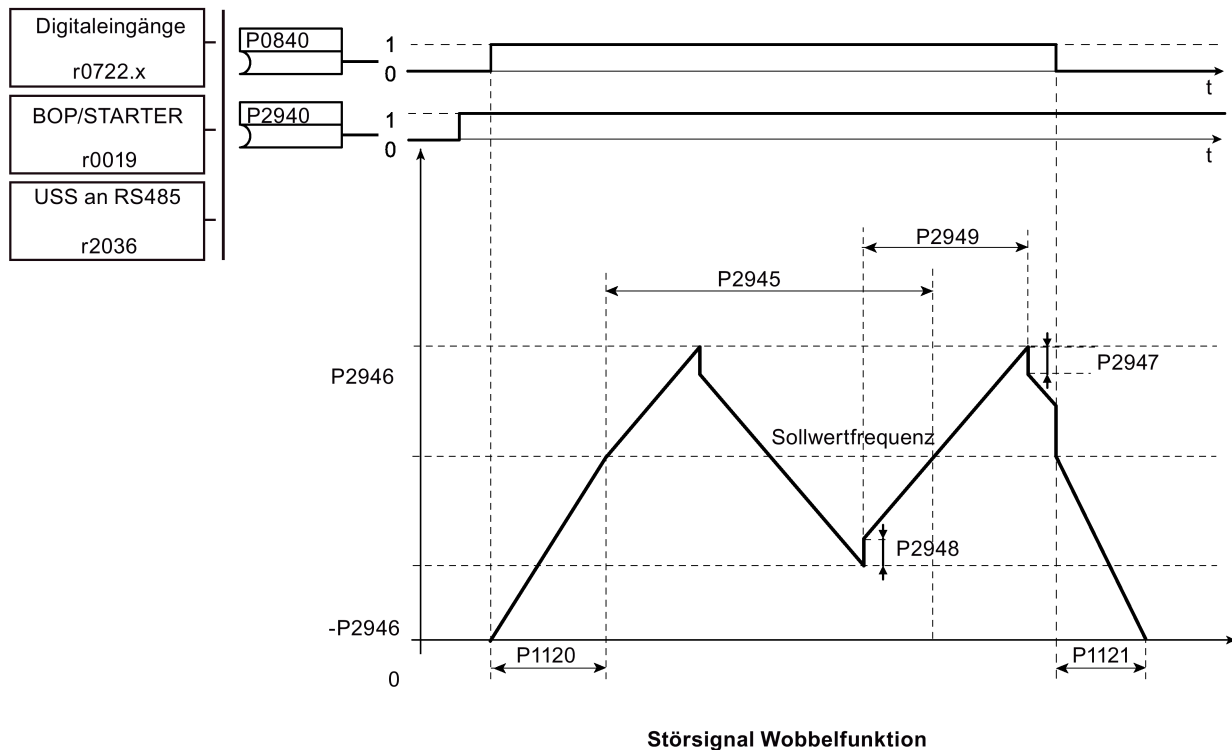 Digitaleingänge
r0722.x
BOP/STARTER
r0019
USS an RS485
r2036
P0840
1
0
t
P2940
1
0
t
P2949
P2945
P2946
P2947
Sollwertfrequenz
P2948
-P2946
0
P1120
P1121
Störsignal Wobbelfunktion